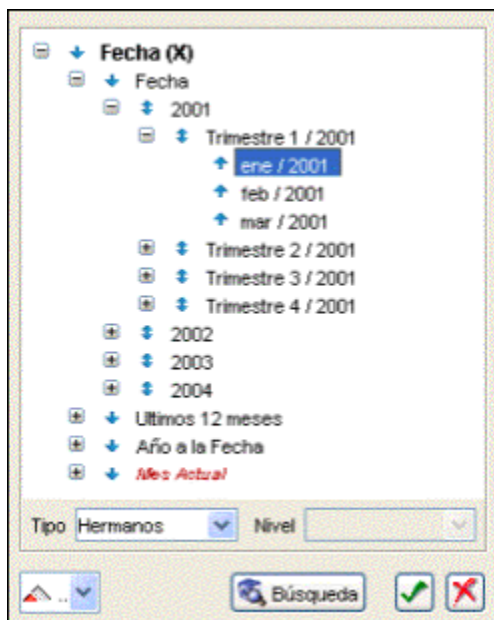 Fecha (X)
Fecha
2001
Trimestre 1 / 2001
ene / 2001
feb / 2001
mar / 2001
Trimestre 2 / 2001
Trimestre 3 / 2001
Trimestre 4 / 2001
2002
2003
2004
Ultimos 12 meses
Año a la Fecha
Mes Actual
Tipo Hermanos Nivel
.. Búsqueda